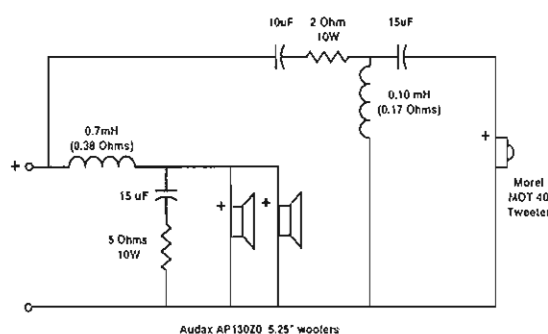 10uF
2 Ohm
10W
15uF
0.10 mH
(0.17 Ohms)
0.7mH
(0.38 Ohms)
+
15 uF
+
+
+
Morel
MDT 40
Tweeter
5 Ohms
10W
Audax AP130Z0 5.25" woofers